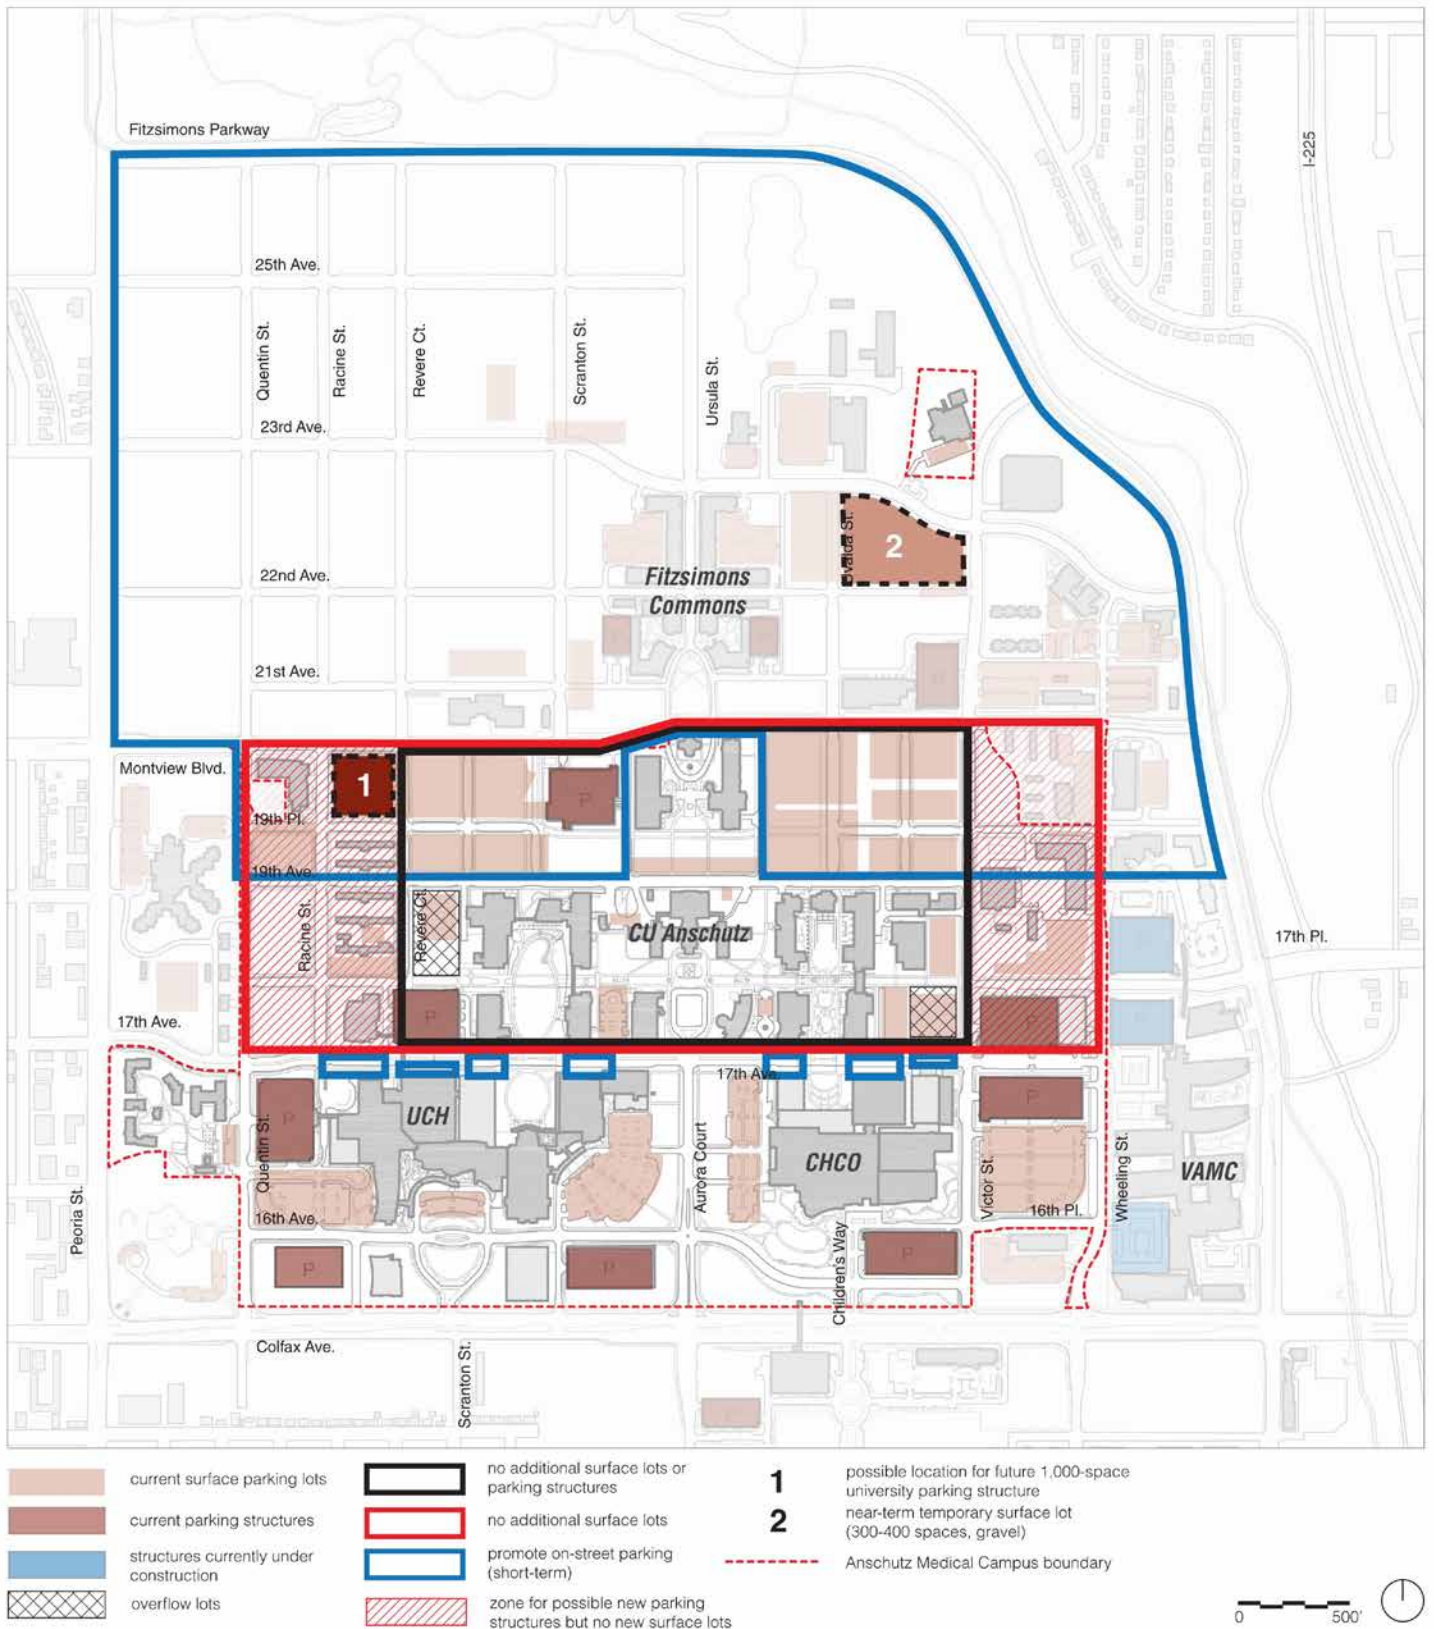 Fitzsimons Parkway
I-225
25th Ave.
Quentin St.
Racine St.
Revere Ct.
Scranton St.
Ursula St.
23rd Ave.
2
22nd Ave.
Fitzsimons
Commons
21st Ave.
Montview Blvd.
1
P
19th Pl.
19th Ave.
Racine St.
Revere Ct.
CU Anschutz
17th Pl.
17th Ave.
P
P
17th Ave.
P
Quentin St.
UCH
P
Aurora Court
CHCO
Victor St.
Wheeling St.
VAMC
Peoria St.
16th Ave.
16th Pl.
P
P
P
Children's Way
Colfax Ave.
Scranton St.
current surface parking lots
current parking structures
structures currently under
construction
overflow lots
no additional surface lots or
parking structures
no additional surface lots
promote on-street parking
(short-term)
zone for possible new parking
structures but no new surface lots
1
possible location for future 1,000-space
university parking structure
2
near-term temporary surface lot
(300-400 spaces, gravel)
Anschutz Medical Campus boundary
0 500'